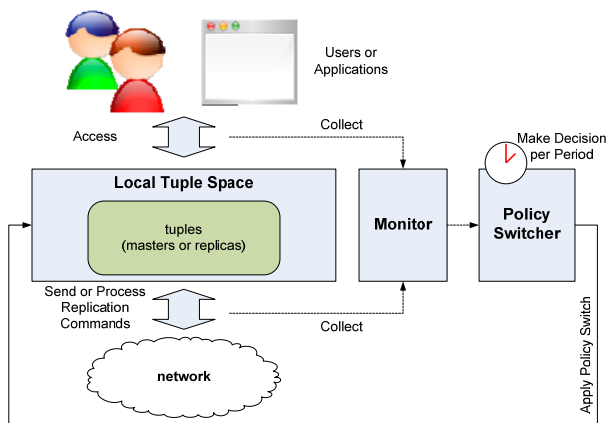 Users or
Applications
Access
Collect
Make Decision
per Period
Local Tuple Space
tuples
(masters or replicas)
Monitor
Policy
Switcher
Send or Process
Replication
Commands
Collect
network
Apply Policy Switch